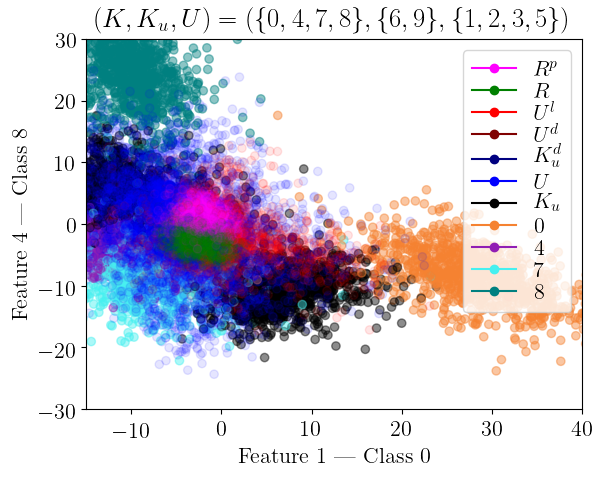 (K, K_u, U) = ({0, 4, 7, 8}, {6, 9}, {1, 2, 3, 5})
30
20
10
0
−10
−20
−30
Feature 4 — Class 8
R^p
R
U^l
U^d
K_u^d
U
K_u
0
4
7
8
−10
0
10
20
30
40
Feature 1 — Class 0